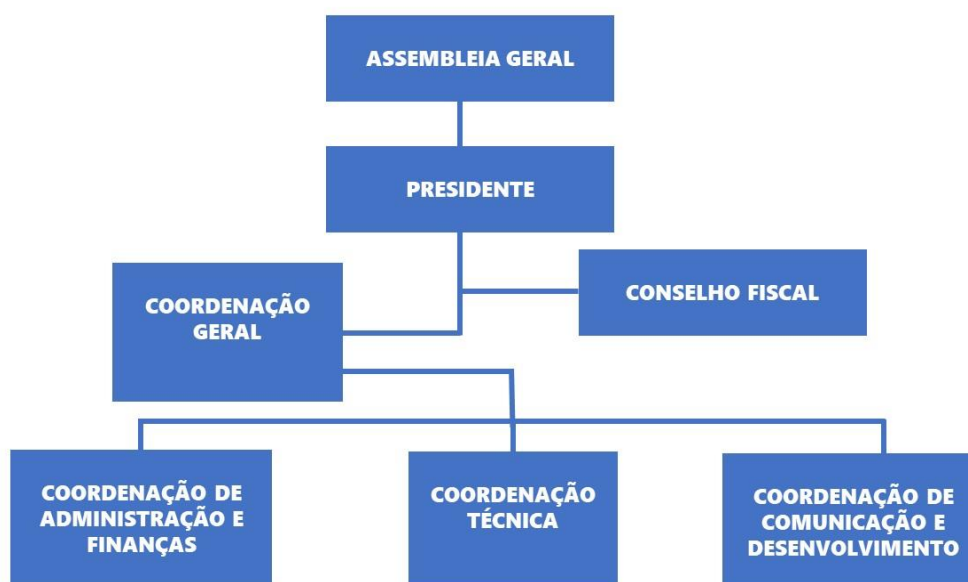 ASSEMBLEIA GERAL
PRESIDENTE
COORDENAÇÃO
GERAL
CONSELHO FISCAL
COORDENAÇÃO DE
ADMINISTRAÇÃO E
FINANÇAS
COORDENAÇÃO
TÉCNICA
COORDENAÇÃO DE
COMUNICAÇÃO E
DESENVOLVIMENTO